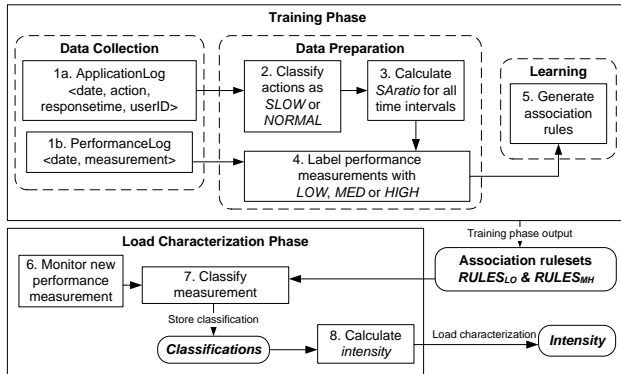 Training Phase
Data Collection
1a. ApplicationLog
<date, action,
responsetime, userID>
1b. PerformanceLog
<date, measurement>
Data Preparation
2. Classify
actions as
SLOW or
NORMAL
3. Calculate
SAratio for all
time intervals
4. Label performance
measurements with
LOW, MED or HIGH
Learning
5. Generate
association
rules
Training phase output
Association rulesets
RULESLO & RULESMH
Load Characterization Phase
6. Monitor new
performance
measurement
7. Classify
measurement
Store classification
Classifications
8. Calculate
intensity
Load characterization
Intensity